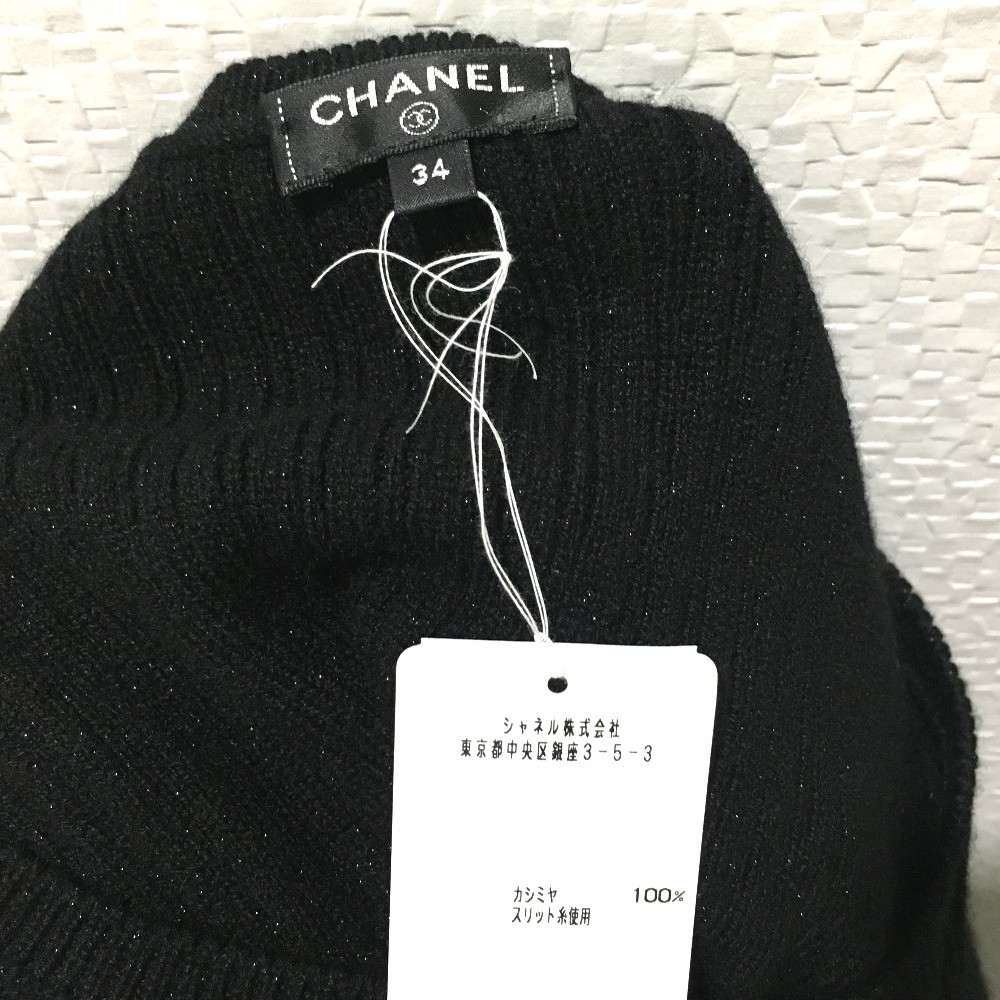 CHANEL
34
シャネル株式会社
東京都中央区銀座3-5-3
カシミヤ 100%
スリット糸使用